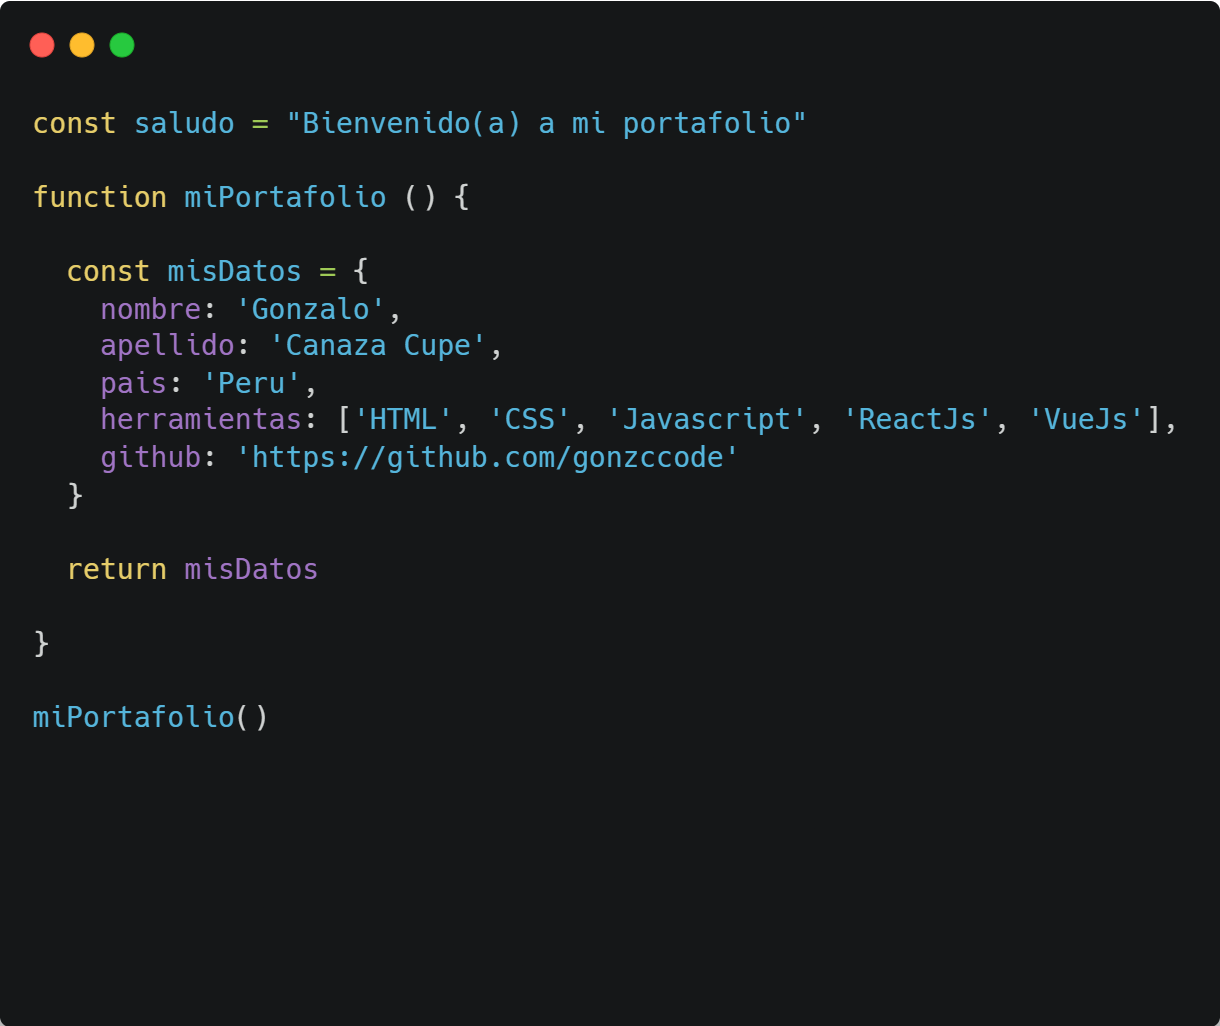 const saludo = "Bienvenido(a) a mi portafolio"
function miPortafolio () {
const misDatos = {
nombre: 'Gonzalo',
apellido: 'Canaza Cupe',
pais: 'Peru',
herramientas: ['HTML', 'CSS', 'Javascript', 'ReactJs', 'VueJs'],
github: 'https://github.com/gonzccode'
}
return misDatos
}
miPortafolio()